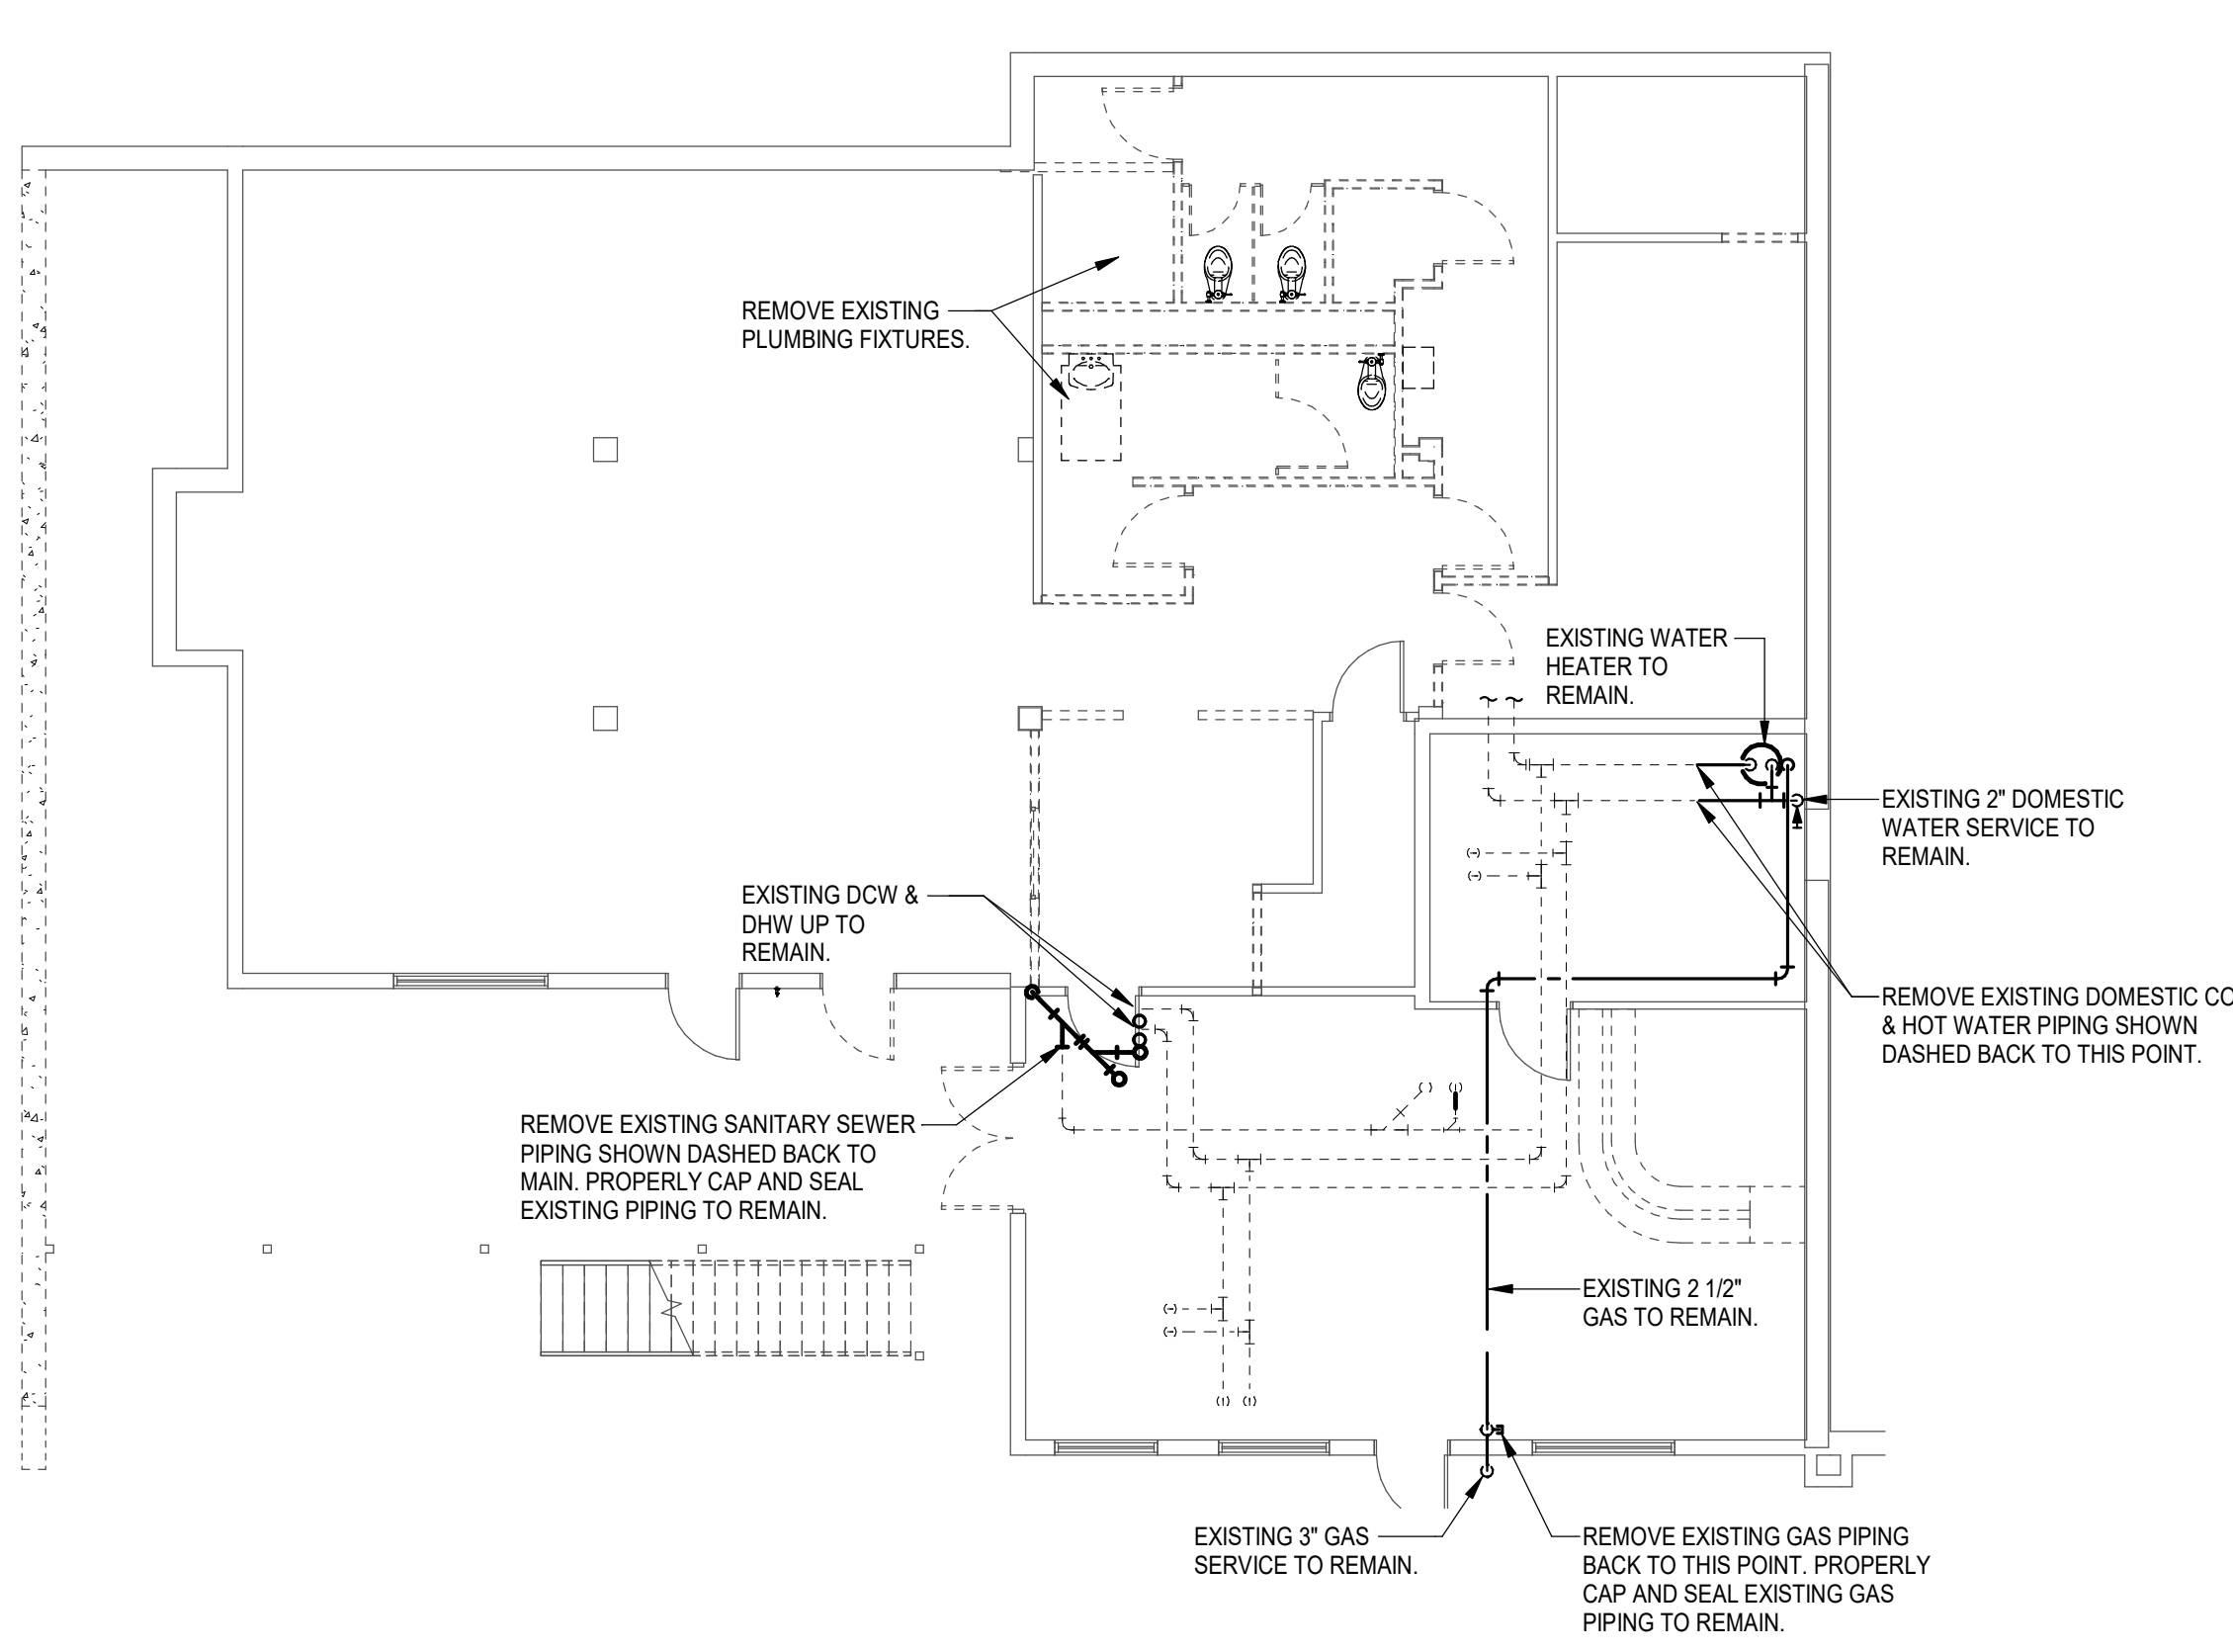 REMOVE EXISTING
PLUMBING FIXTURES.
EXISTING WATER
HEATER TO
REMAIN.
EXISTING 2" DOMESTIC
WATER SERVICE TO
REMAIN.
EXISTING DCW &
DHW UP TO
REMAIN.
REMOVE EXISTING DOMESTIC CO
& HOT WATER PIPING SHOWN
DASHED BACK TO THIS POINT.
REMOVE EXISTING SANITARY SEWER
PIPING SHOWN DASHED BACK TO
MAIN. PROPERLY CAP AND SEAL
EXISTING PIPING TO REMAIN.
EXISTING 2 1/2"
GAS TO REMAIN.
EXISTING 3" GAS
SERVICE TO REMAIN.
REMOVE EXISTING GAS PIPING
BACK TO THIS POINT. PROPERLY
CAP AND SEAL EXISTING GAS
PIPING TO REMAIN.